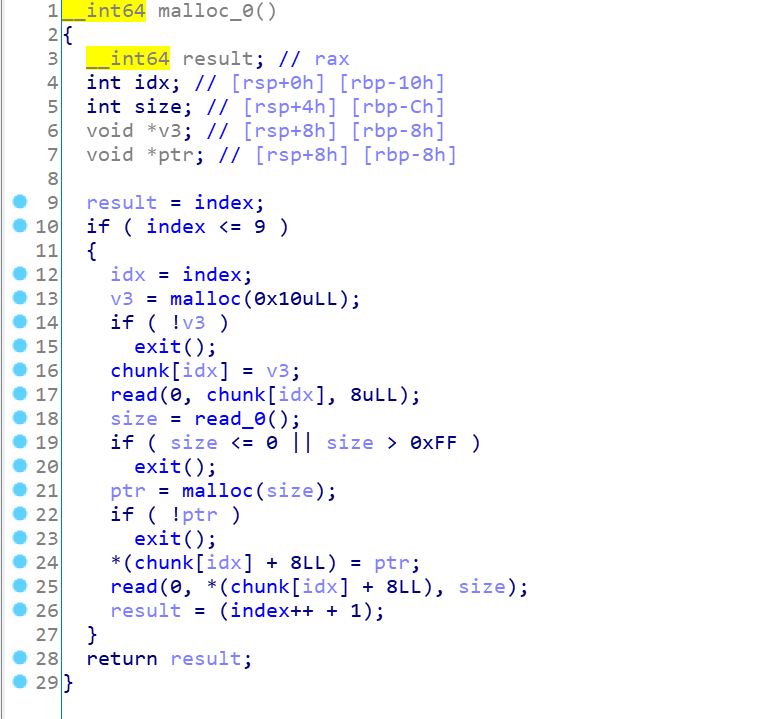 1 __int64 malloc_0()
2 {
3   __int64 result; // rax
4   int idx; // [rsp+0h] [rbp-10h]
5   int size; // [rsp+4h] [rbp-Ch]
6   void *v3; // [rsp+8h] [rbp-8h]
7   void *ptr; // [rsp+8h] [rbp-8h]
8
9   result = index;
10   if ( index <= 9 )
11   {
12     idx = index;
13     v3 = malloc(0x10uLL);
14     if ( !v3 )
15       exit();
16     chunk[idx] = v3;
17     read(0, chunk[idx], 8uLL);
18     size = read_0();
19     if ( size <= 0 || size > 0xFF )
20       exit();
21     ptr = malloc(size);
22     if ( !ptr )
23       exit();
24     *(chunk[idx] + 8LL) = ptr;
25     read(0, *(chunk[idx] + 8LL), size);
26     result = (index++ + 1);
27   }
28   return result;
29 }